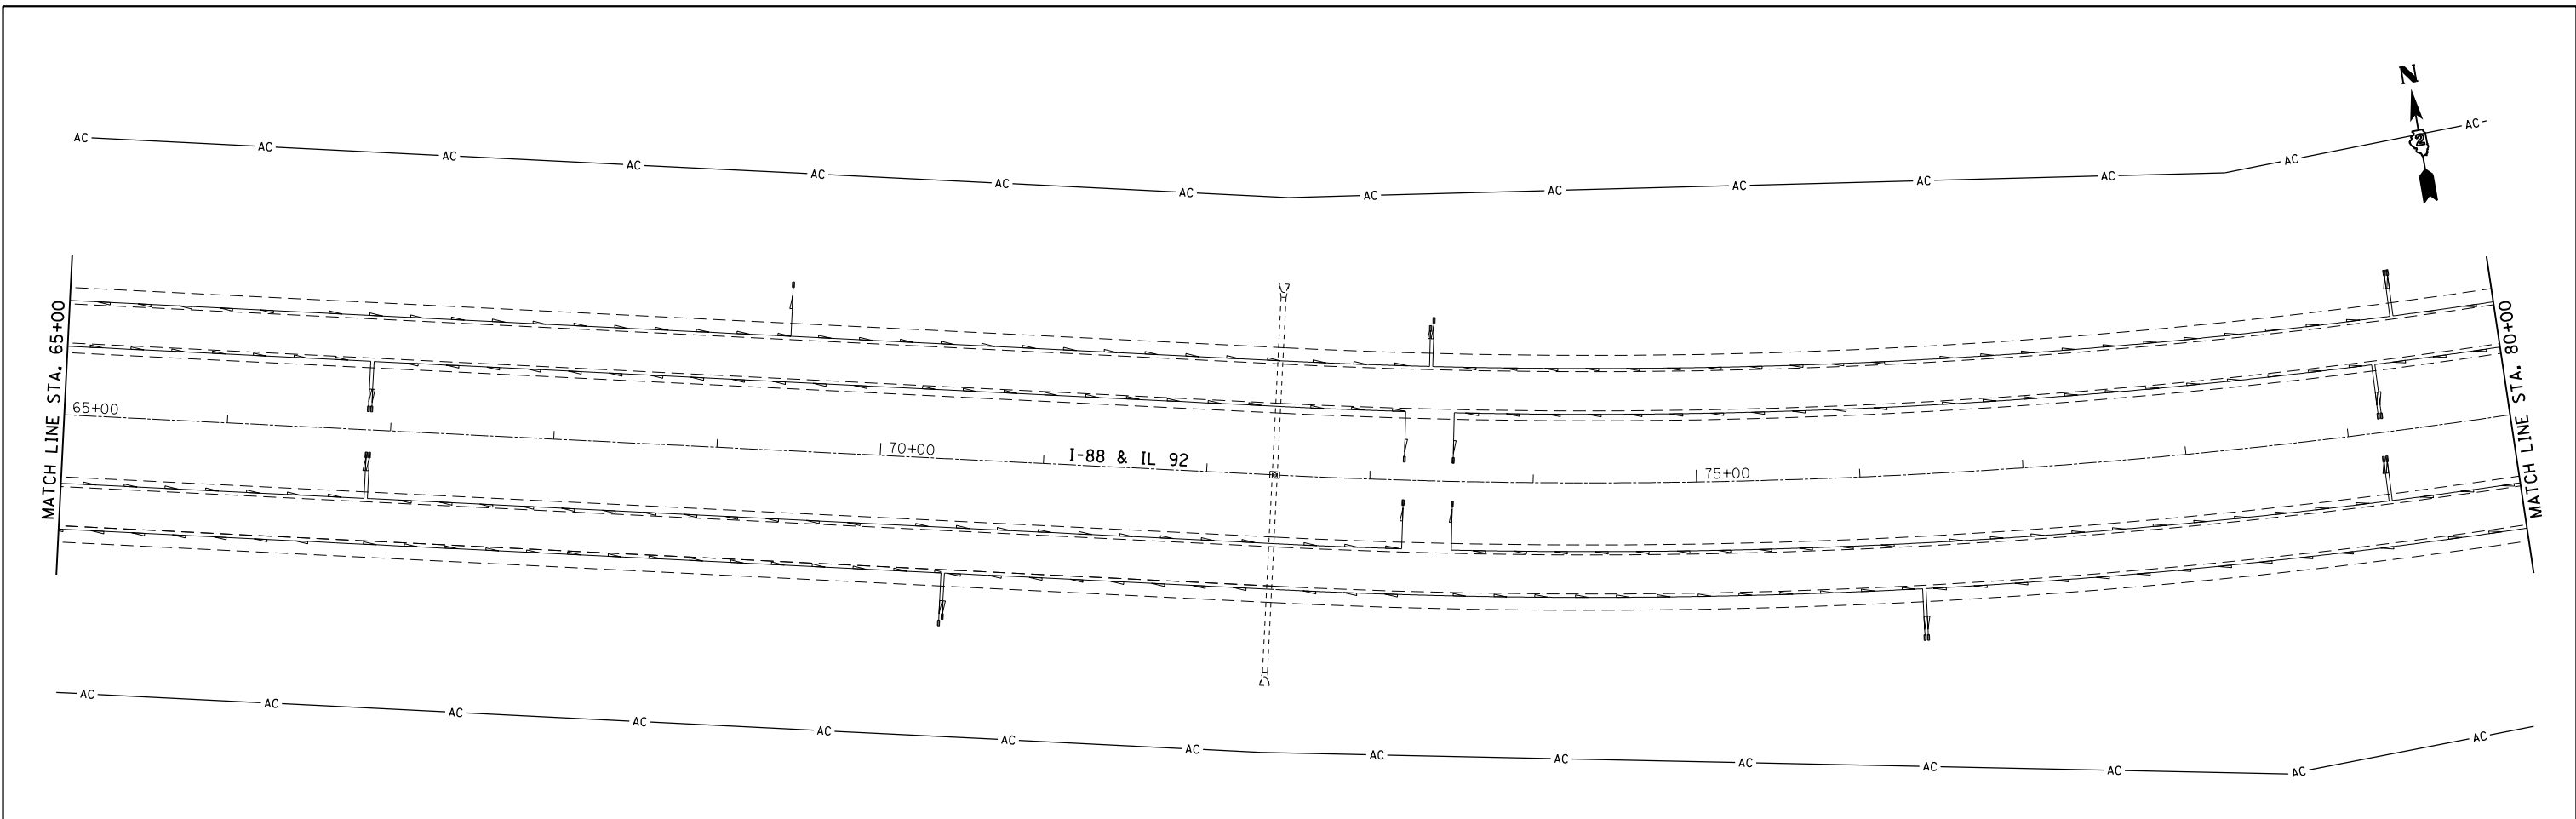 N
2
AC AC AC AC AC AC AC AC AC AC AC AC AC AC
MATCH LINE STA. 65+00
65+00
70+00
I-88 & IL 92
75+00
MATCH LINE STA. 80+00
AC AC AC AC AC AC AC AC AC AC AC AC AC AC